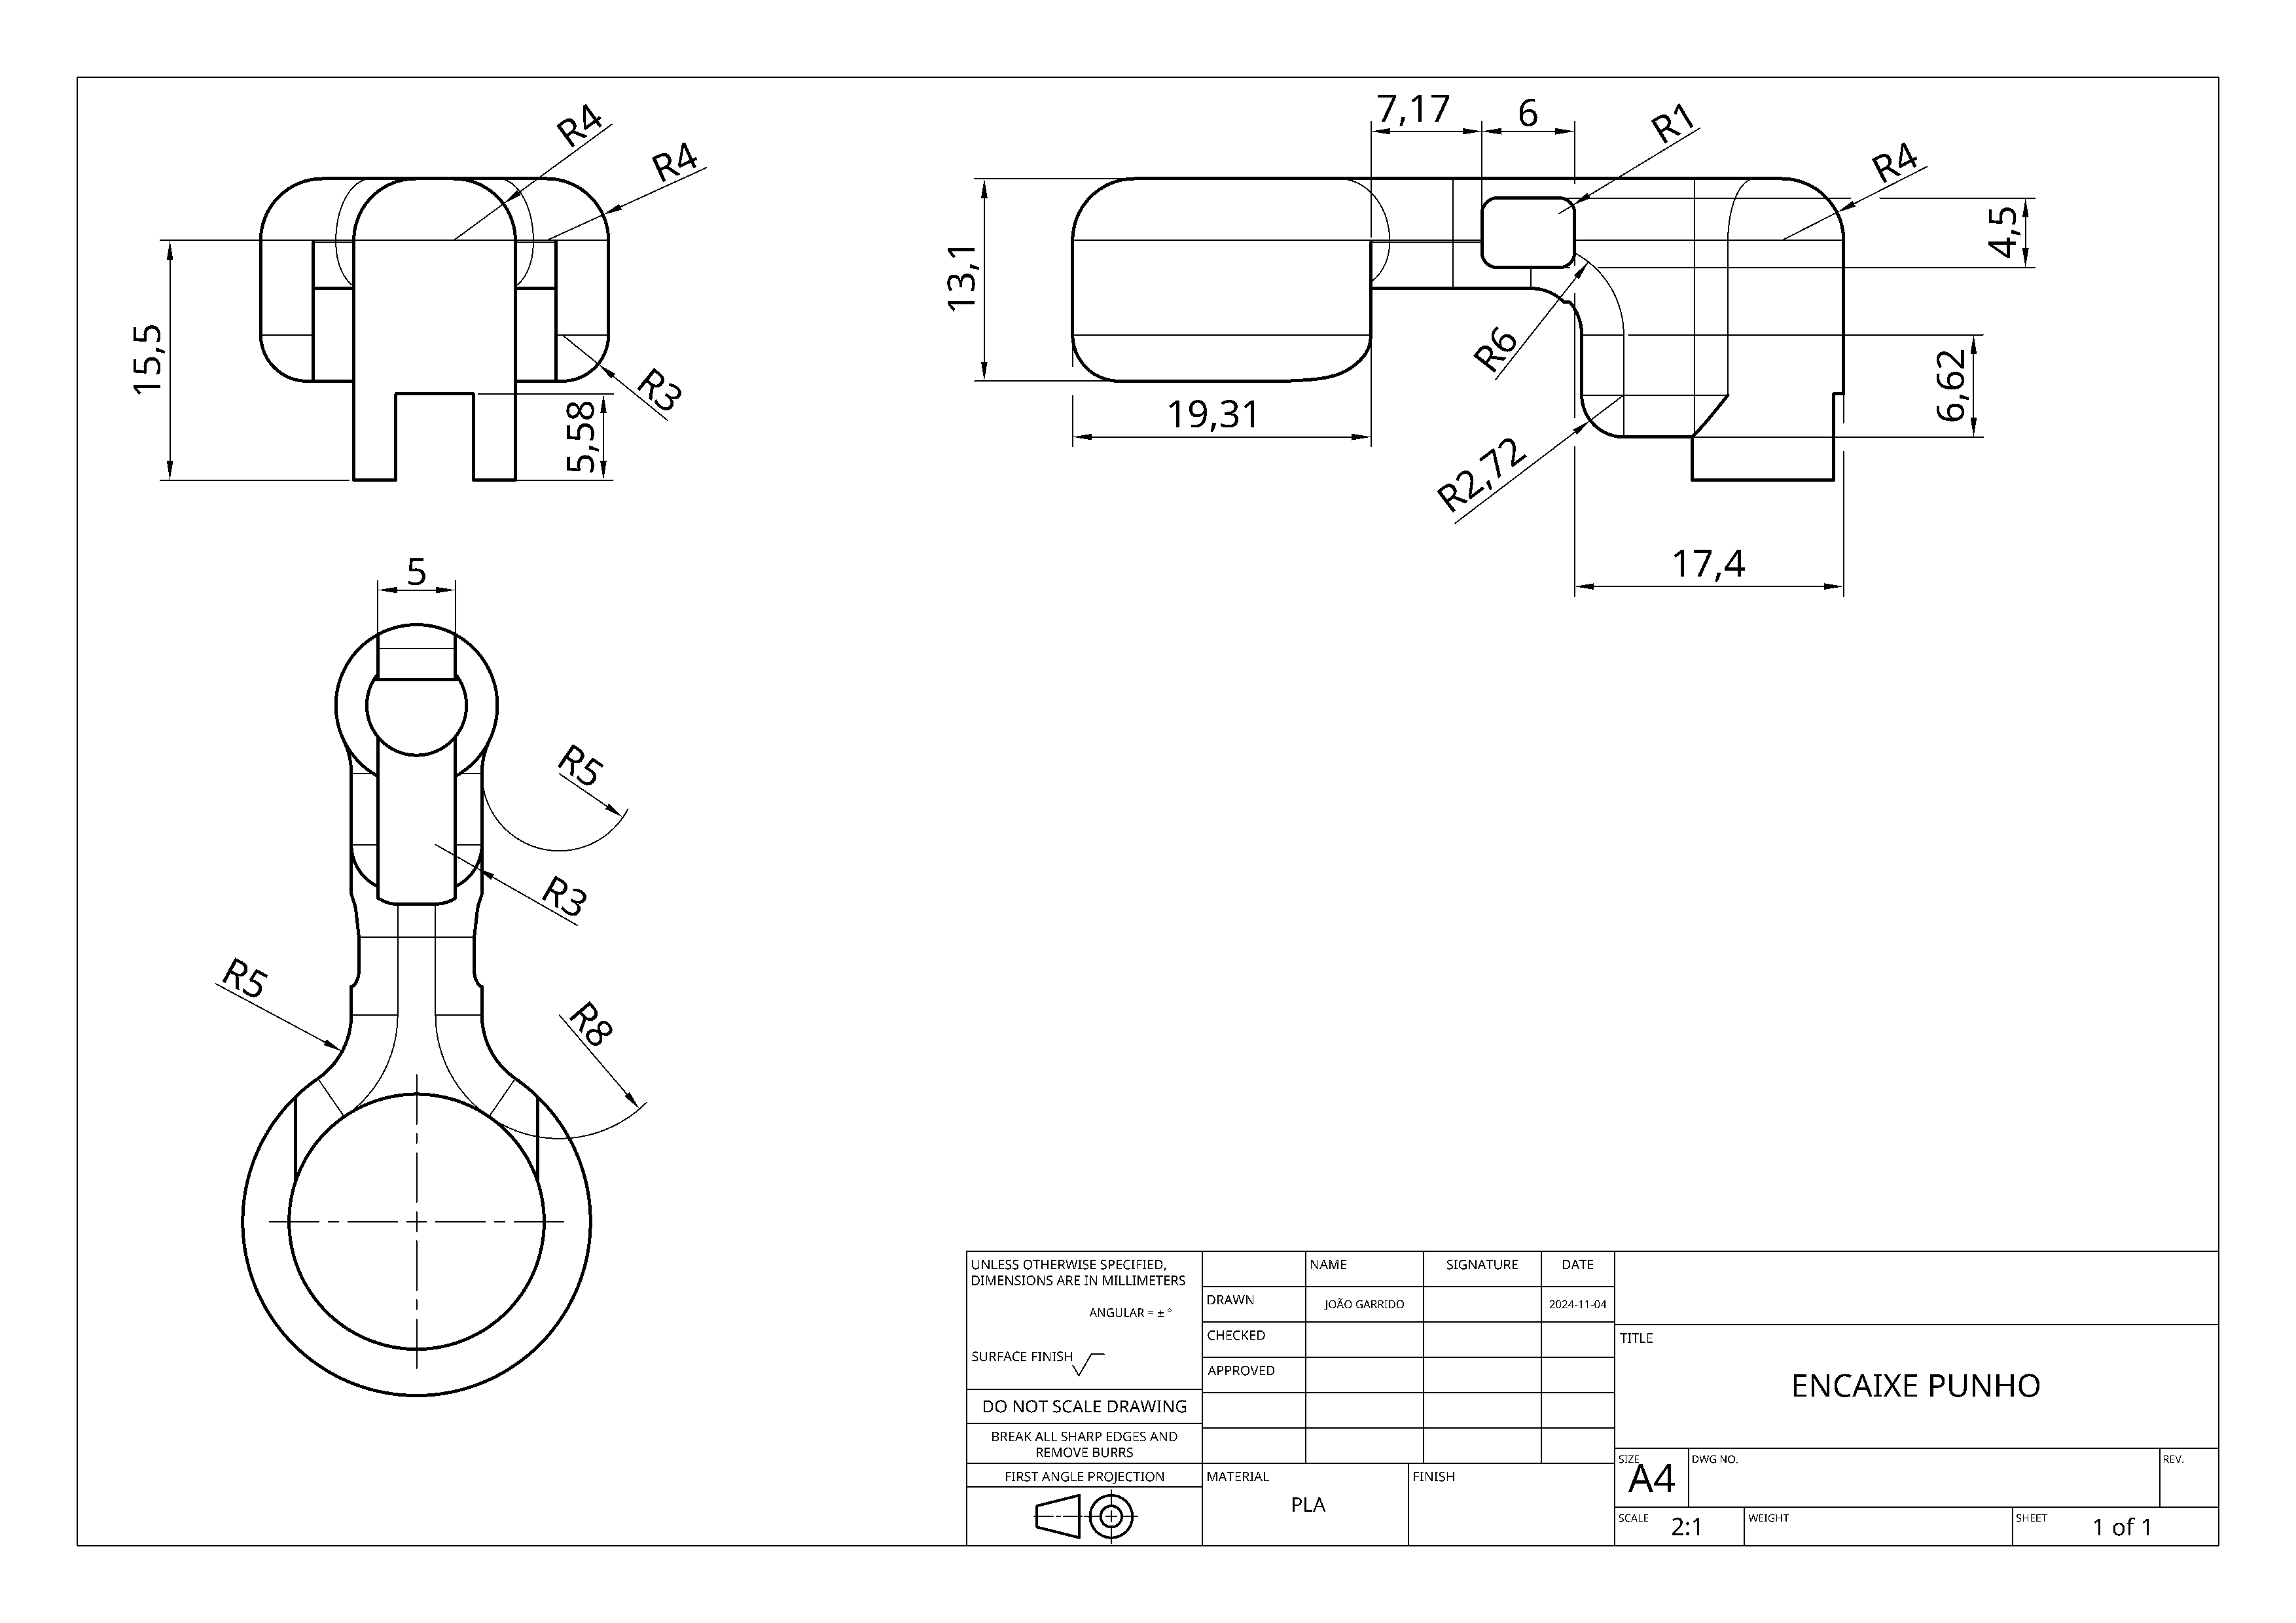 R4
R4
15,5
R3
5,58
7,17
6
R1
R4
4,5
13,1
R6
6,62
19,31
R2,72
17,4
5
R5
R3
R5
R8
UNLESS OTHERWISE SPECIFIED,
DIMENSIONS ARE IN MILLIMETERS
ANGULAR = ± °
SURFACE FINISH
DO NOT SCALE DRAWING
BREAK ALL SHARP EDGES AND
REMOVE BURRS
FIRST ANGLE PROJECTION
NAME
SIGNATURE
DATE
DRAWN
JOÃO GARRIDO
2024-11-04
CHECKED
APPROVED
MATERIAL
PLA
FINISH
TITLE
ENCAIXE PUNHO
SIZE
A4
DWG NO.
REV.
SCALE
2:1
WEIGHT
SHEET
1 of 1